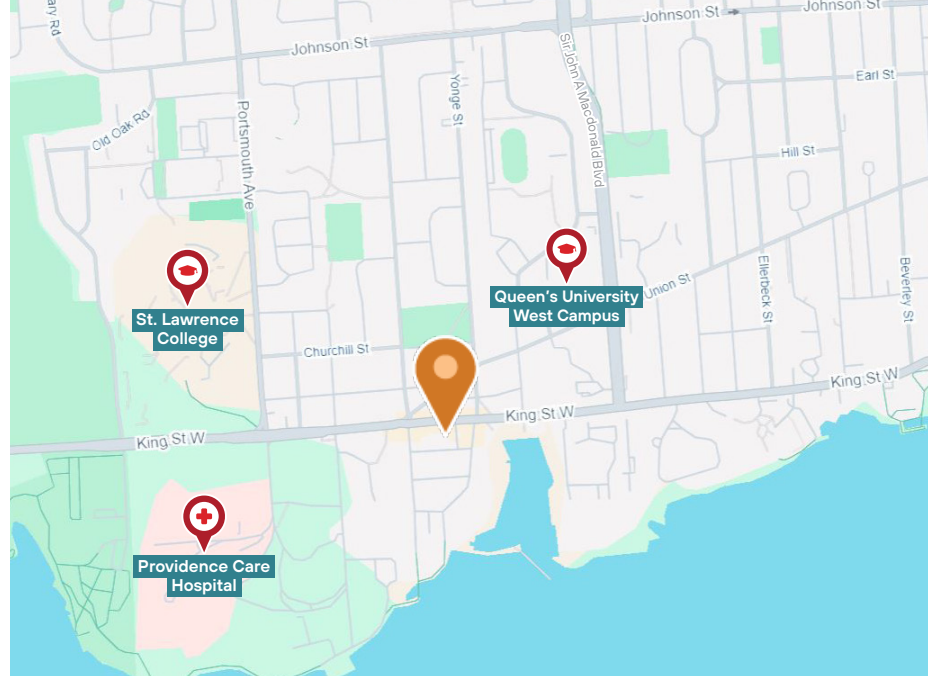 Johnson St
Johnson St
ary Rd
Johnson St
Sir John A Macdonald Blvd
Earl St
Yonge St
Old Oak Rd
Portsmouth Ave
Hill St
St. Lawrence
College
Queen's University
West Campus
Union St
Ellerbeck St
Beverley St
Churchill St
King St W
King St W
King St W
Providence Care
Hospital